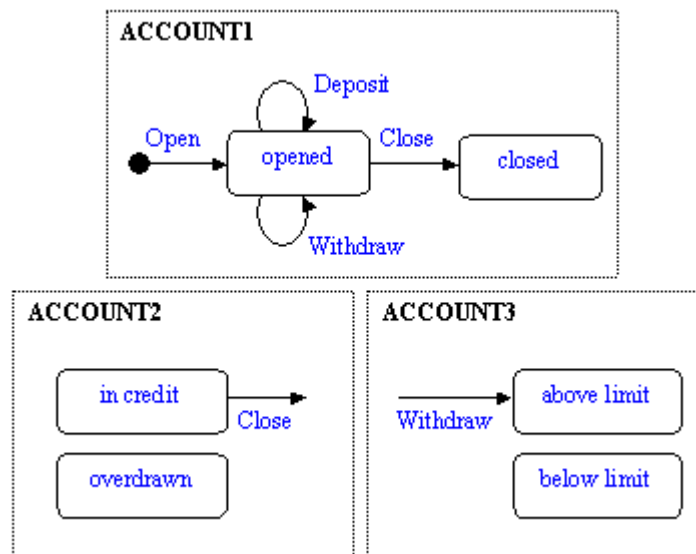 ACCOUNT1
Deposit
Open
opened
Close
closed
Withdraw
ACCOUNT2
in credit
Close
overdrawn
ACCOUNT3
Withdraw
above limit
below limit